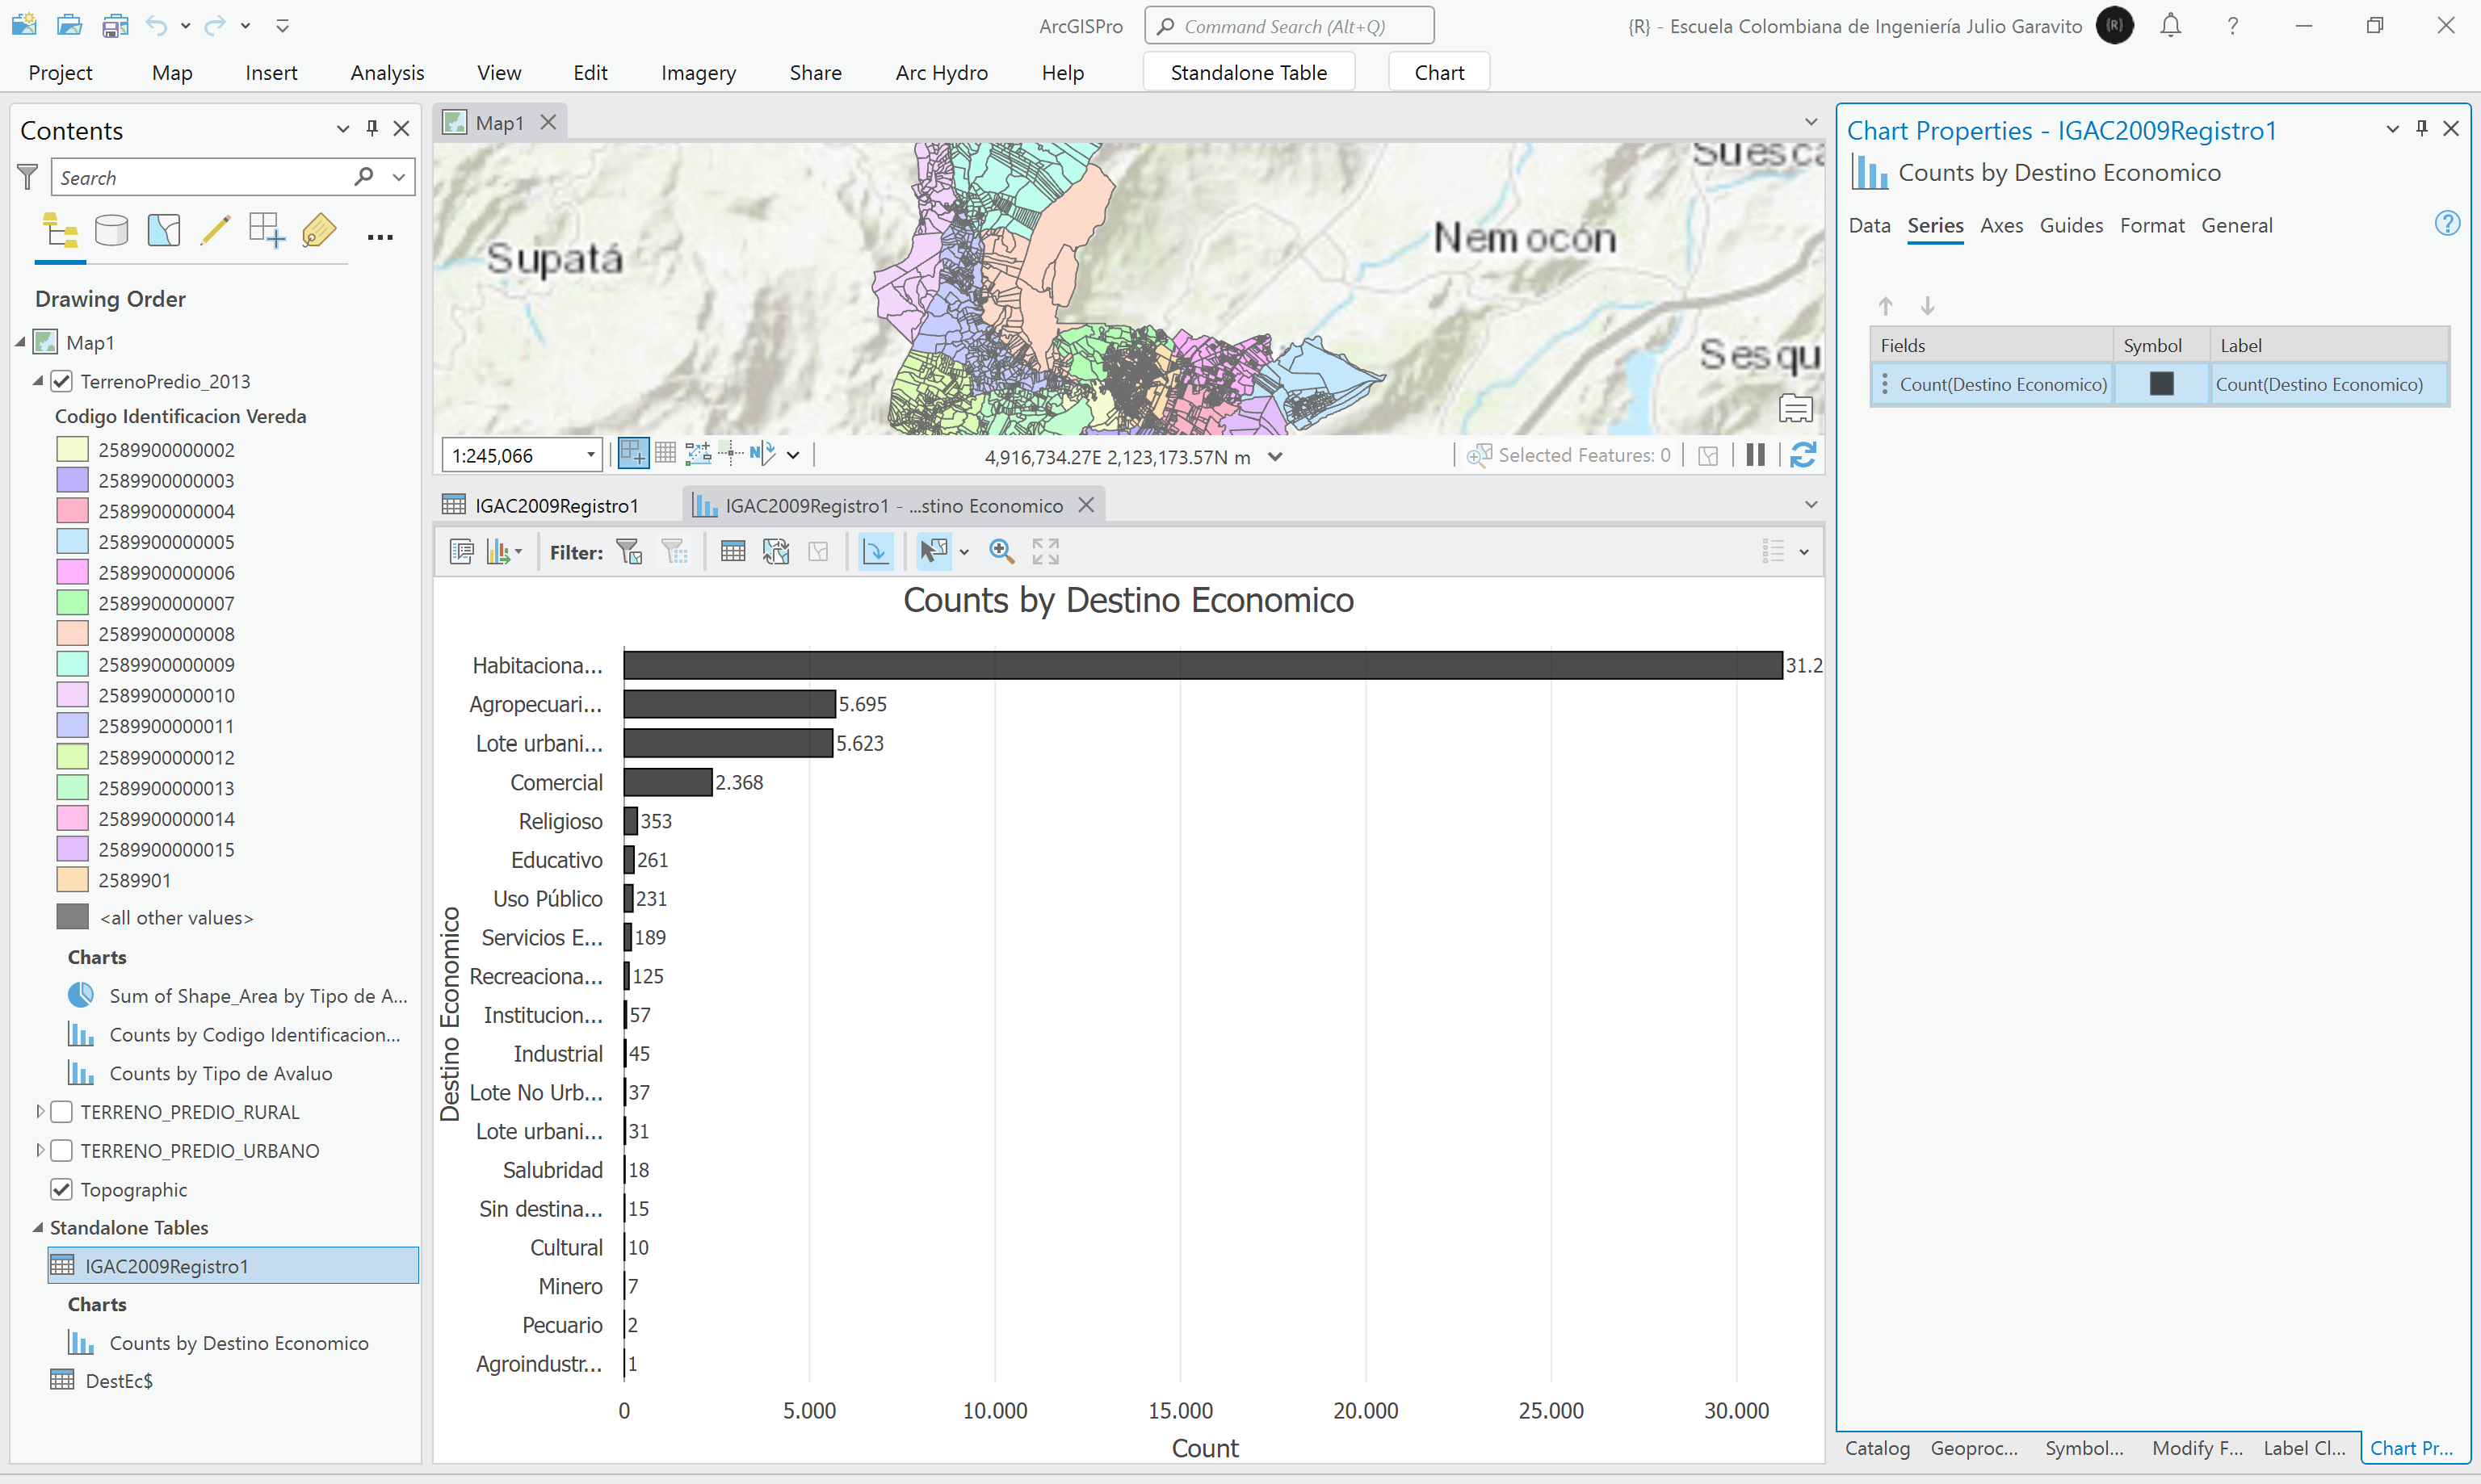 ArcGISPro
Command Search (Alt+Q)
{R} - Escuela Colombiana de Ingeniería Julio Garavito
{R}
Project Map Insert Analysis View Edit Imagery Share Arc Hydro Help Standalone Table Chart
Contents
Search
Drawing Order
Map1
TerrenoPredio_2013
Codigo Identificacion Vereda
2589900000002
2589900000003
2589900000004
2589900000005
2589900000006
2589900000007
2589900000008
2589900000009
2589900000010
2589900000011
2589900000012
2589900000013
2589900000014
2589900000015
2589901
<all other values>
Charts
Sum of Shape_Area by Tipo de A...
Counts by Codigo Identificacion...
Counts by Tipo de Avaluo
TERRENO_PREDIO_RURAL
TERRENO_PREDIO_URBANO
Topographic
Standalone Tables
IGAC2009Registro1
Charts
Counts by Destino Economico
DestEc$
Map1
Suesca
Supatá
Nemocón
Sesqu
1:245,066
4,916,734.27E 2,123,173.57N m
Selected Features: 0
IGAC2009Registro1
IGAC2009Registro1 - ...stino Economico
Filter:
Counts by Destino Economico
Destino Economico
Habitaciona... 31.2
Agropecuari... 5.695
Lote urbani... 5.623
Comercial 2.368
Religioso 353
Educativo 261
Uso Público 231
Servicios E... 189
Recreaciona... 125
Institucion... 57
Industrial 45
Lote No Urb... 37
Lote urbani... 31
Salubridad 18
Sin destina... 15
Cultural 10
Minero 7
Pecuario 2
Agroindustr... 1
0 5.000 10.000 15.000 20.000 25.000 30.000
Count
Chart Properties - IGAC2009Registro1
Counts by Destino Economico
Data Series Axes Guides Format General
Fields Symbol Label
Count(Destino Economico) Count(Destino Economico)
Catalog Geoproc... Symbol... Modify F... Label Cl... Chart Pr...